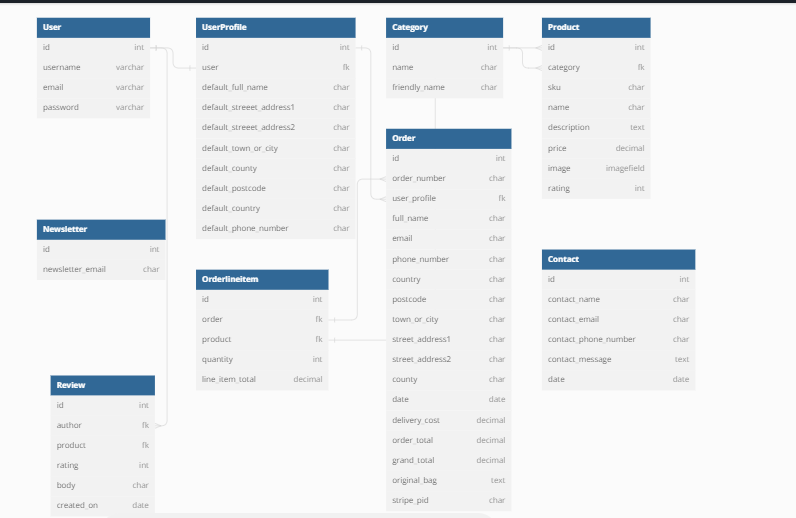 User
id int
username varchar
email varchar
password varchar
UserProfile
id int
user fk
default_full_name char
default_streeet_address1 char
default_streeet_address2 char
default_town_or_city char
default_county char
default_postcode char
default_country char
default_phone_number char
Category
id int
name char
friendly_name char
Product
id int
category fk
sku char
name char
description text
price decimal
image imagefield
rating int
Order
id int
order_number char
user_profile fk
full_name char
email char
phone_number char
country char
postcode char
town_or_city char
street_address1 char
street_address2 char
county char
date date
delivery_cost decimal
order_total decimal
grand_total decimal
original_bag text
stripe_pid char
Newsletter
id int
newsletter_email char
Orderlineitem
id int
order fk
product fk
quantity int
line_item_total decimal
Contact
id int
contact_name char
contact_email char
contact_phone_number char
contact_message text
date date
Review
id int
author fk
product fk
rating int
body char
created_on date